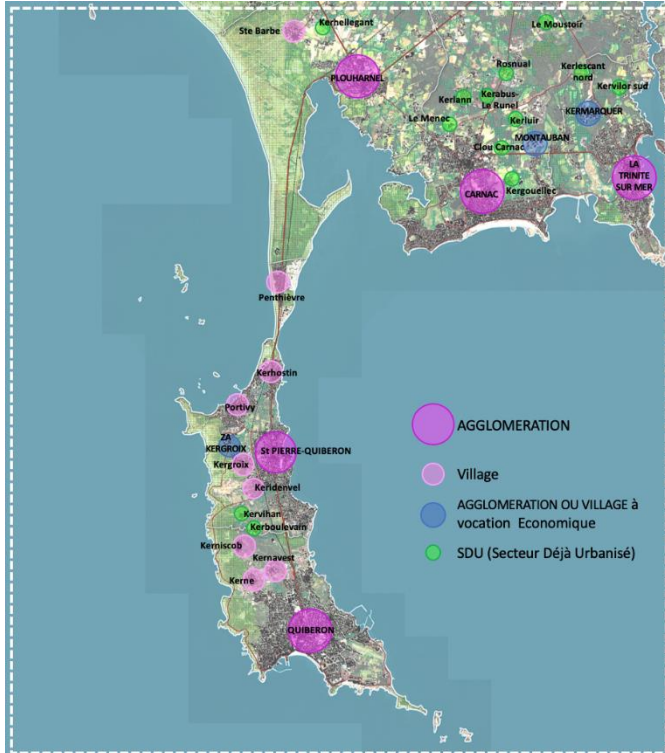 Kernellegant
Ste Barbe
Le Moustoir
PLOUHARNEL
Rosnual
Kerlescant
nord
Kervilor sud
Kerlann
Kerabus-
Le Runel
KERMARQUER
Le Menec
Kerluir
MONTAUBAN
Clou Carnac
LA
TRINITE
SUR MER
CARNAC
Kergouellec
Penthièvre
Kerhostin
Portivy
ZA
KERGROIX
St PIERRE-QUIBERON
Kergroix
Keridenvel
Kervihan
Kerboulevain
Kerniscob
Kernavest
Kerne
QUIBERON
AGGLOMERATION
Village
AGGLOMERATION OU VILLAGE à
vocation Economique
SDU (Secteur Déjà Urbanisé)